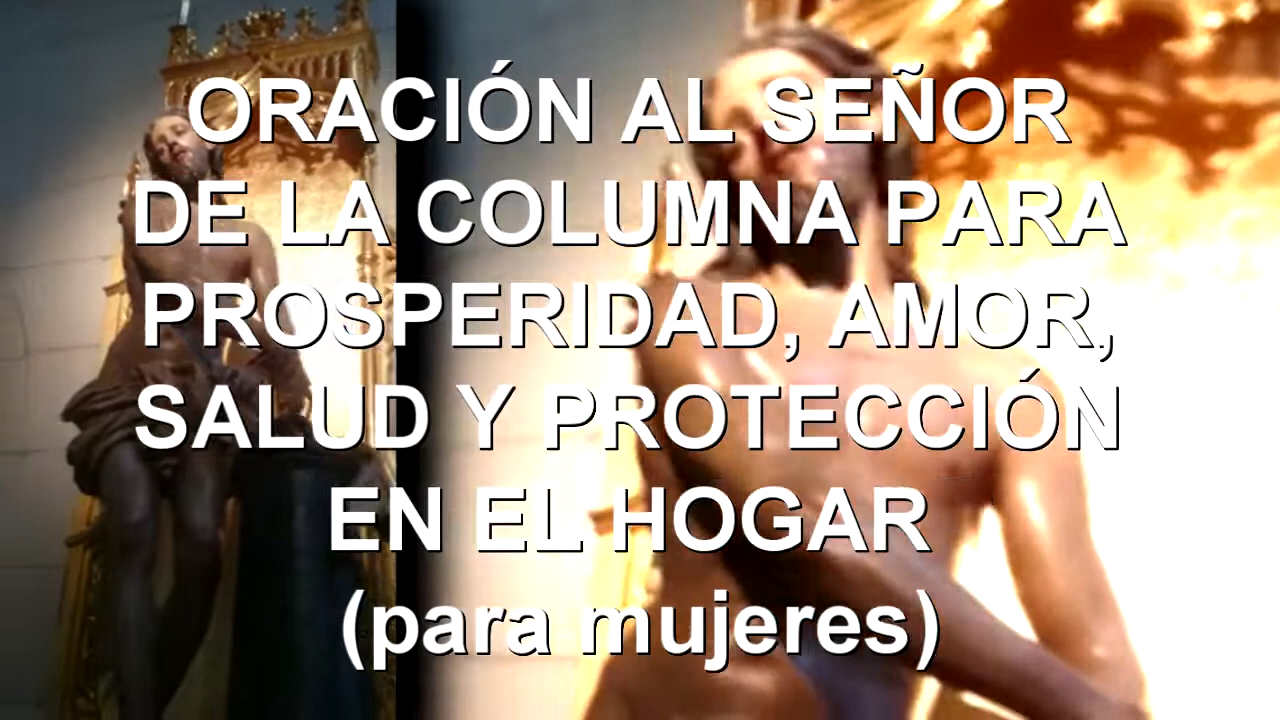 ORACIÓN AL SEÑOR
DE LA COLUMNA PARA
PROSPERIDAD, AMOR,
SALUD Y PROTECCIÓN
EN EL HOGAR
(para mujeres)